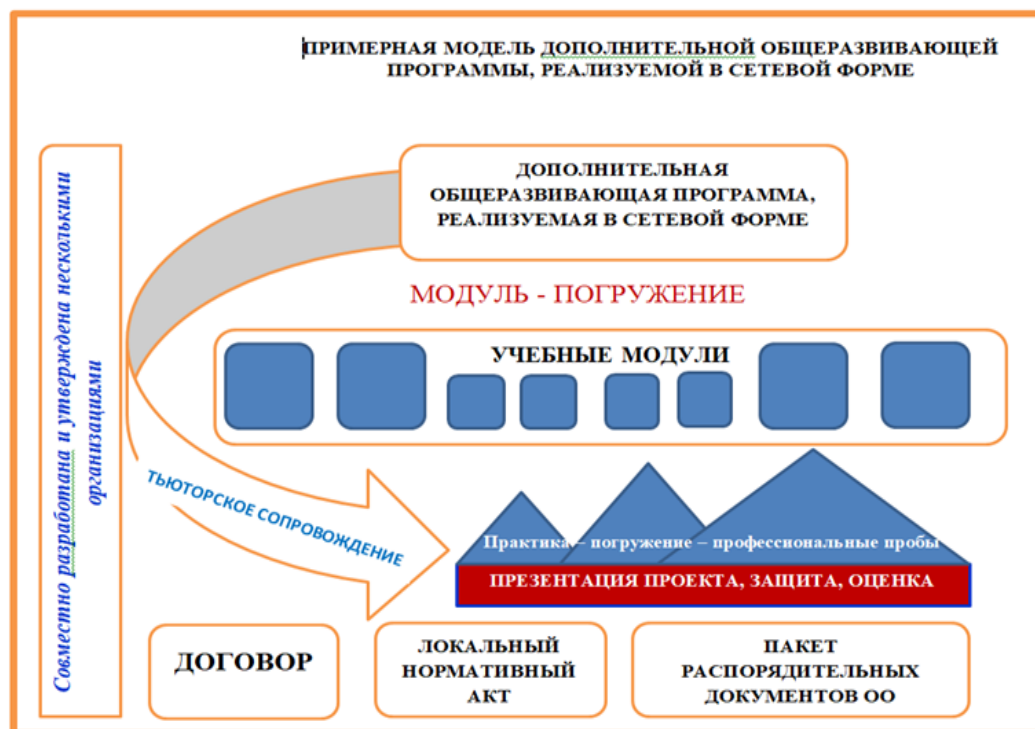 ПРИМЕРНАЯ МОДЕЛЬ ДОПОЛНИТЕЛЬНОЙ ОБЩЕРАЗВИВАЮЩЕЙ
ПРОГРАММЫ, РЕАЛИЗУЕМОЙ В СЕТЕВОЙ ФОРМЕ
Совместно разработана и утверждена несколькими
организациями
ДОПОЛНИТЕЛЬНАЯ
ОБЩЕРАЗВИВАЮЩАЯ ПРОГРАММА,
РЕАЛИЗУЕМАЯ В СЕТЕВОЙ ФОРМЕ
МОДУЛЬ - ПОГРУЖЕНИЕ
УЧЕБНЫЕ МОДУЛИ
ТЬЮТОРСКОЕ СОПРОВОЖДЕНИЕ
Практика – погружение – профессиональные пробы
ПРЕЗЕНТАЦИЯ ПРОЕКТА, ЗАЩИТА, ОЦЕНКА
ДОГОВОР
ЛОКАЛЬНЫЙ
НОРМАТИВНЫЙ
АКТ
ПАКЕТ
РАСПОРЯДИТЕЛЬНЫХ
ДОКУМЕНТОВ ОО